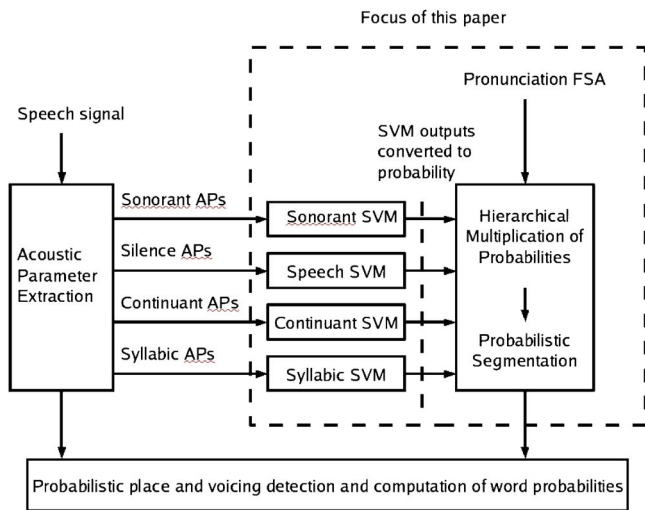 Focus of this paper
Pronunciation FSA
Speech signal
SVM outputs
converted to
probability
Sonorant APs
Silence APs
Continuant APs
Syllabic APs
Acoustic
Parameter
Extraction
Sonorant SVM
Speech SVM
Continuant SVM
Syllabic SVM
Hierarchical
Multiplication of
Probabilities
Probabilistic
Segmentation
Probabilistic place and voicing detection and computation of word probabilities